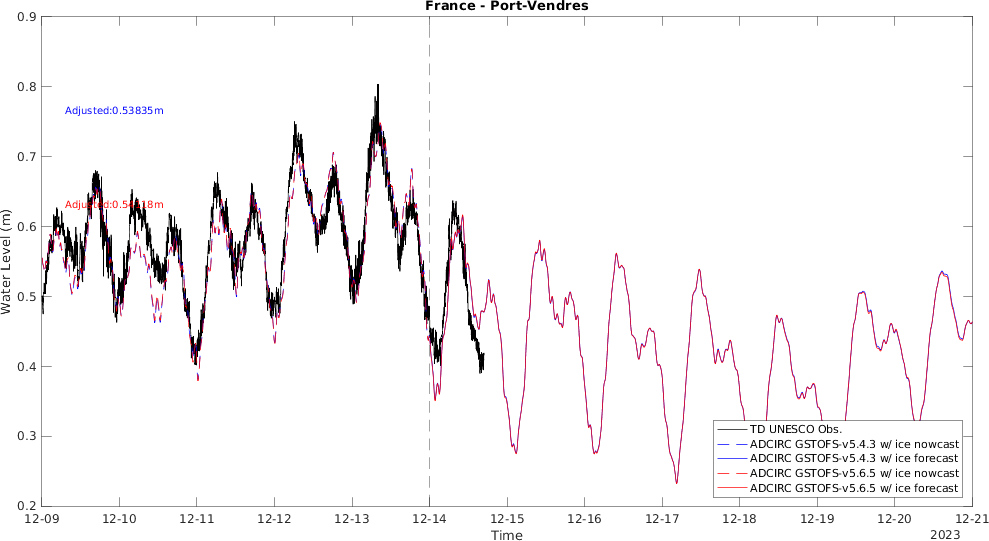 France - Port-Vendres
0.9
0.8
0.7
0.6
0.5
0.4
0.3
0.2
Water Level (m)
Adjusted:0.53835m
12-09
12-10
12-11
12-12
12-13
12-14
12-15
12-16
12-17
12-18
12-19
12-20
12-21
Time
2023
TD UNESCO Obs.
ADCIRC GSTOFS-v5.4.3 w/ ice nowcast
ADCIRC GSTOFS-v5.4.3 w/ ice forecast
ADCIRC GSTOFS-v5.6.5 w/ ice nowcast
ADCIRC GSTOFS-v5.6.5 w/ ice forecast